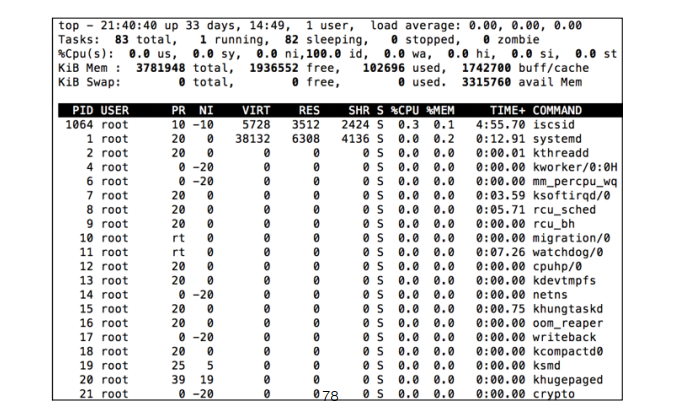 top - 21:40:40 up 33 days, 14:49,  1 user,  load average: 0.00, 0.00, 0.00
Tasks:  83 total,   1 running,  82 sleeping,   0 stopped,   0 zombie
%Cpu(s):  0.0 us,  0.0 sy,  0.0 ni,100.0 id,  0.0 wa,  0.0 hi,  0.0 si,  0.0 st
KiB Mem :  3781948 total,  1936552 free,   102696 used,  1742700 buff/cache
KiB Swap:        0 total,        0 free,        0 used.  3315760 avail Mem
PID USER      PR  NI    VIRT    RES    SHR S %CPU %MEM     TIME+ COMMAND
1064 root      10 -10    5728   3512   2424 S  0.3  0.1   4:55.70 iscsid
1 root      20   0   38132   6308   4136 S  0.0  0.2   0:12.91 systemd
2 root      20   0       0      0      0 S  0.0  0.0   0:00.01 kthreadd
4 root       0 -20       0      0      0 S  0.0  0.0   0:00.00 kworker/0:0H
6 root       0 -20       0      0      0 S  0.0  0.0   0:00.00 mm_percpu_wq
7 root      20   0       0      0      0 S  0.0  0.0   0:03.59 ksoftirqd/0
8 root      20   0       0      0      0 S  0.0  0.0   0:05.71 rcu_sched
9 root      20   0       0      0      0 S  0.0  0.0   0:00.00 rcu_bh
10 root      rt   0       0      0      0 S  0.0  0.0   0:00.00 migration/0
11 root      rt   0       0      0      0 S  0.0  0.0   0:07.26 watchdog/0
12 root      20   0       0      0      0 S  0.0  0.0   0:00.00 cpuhp/0
13 root      20   0       0      0      0 S  0.0  0.0   0:00.00 kdevtmpfs
14 root       0 -20       0      0      0 S  0.0  0.0   0:00.00 netns
15 root      20   0       0      0      0 S  0.0  0.0   0:00.75 khungtaskd
16 root      20   0       0      0      0 S  0.0  0.0   0:00.00 oom_reaper
17 root       0 -20       0      0      0 S  0.0  0.0   0:00.00 writeback
18 root      20   0       0      0      0 S  0.0  0.0   0:00.00 kcompactd0
19 root      25   5       0      0      0 S  0.0  0.0   0:00.00 ksmd
20 root      39  19       0      0      0 S  0.0  0.0   0:00.00 khugepaged
21 root       0 -20       0      0      0 S  0.0  0.0   0:00.00 crypto
78